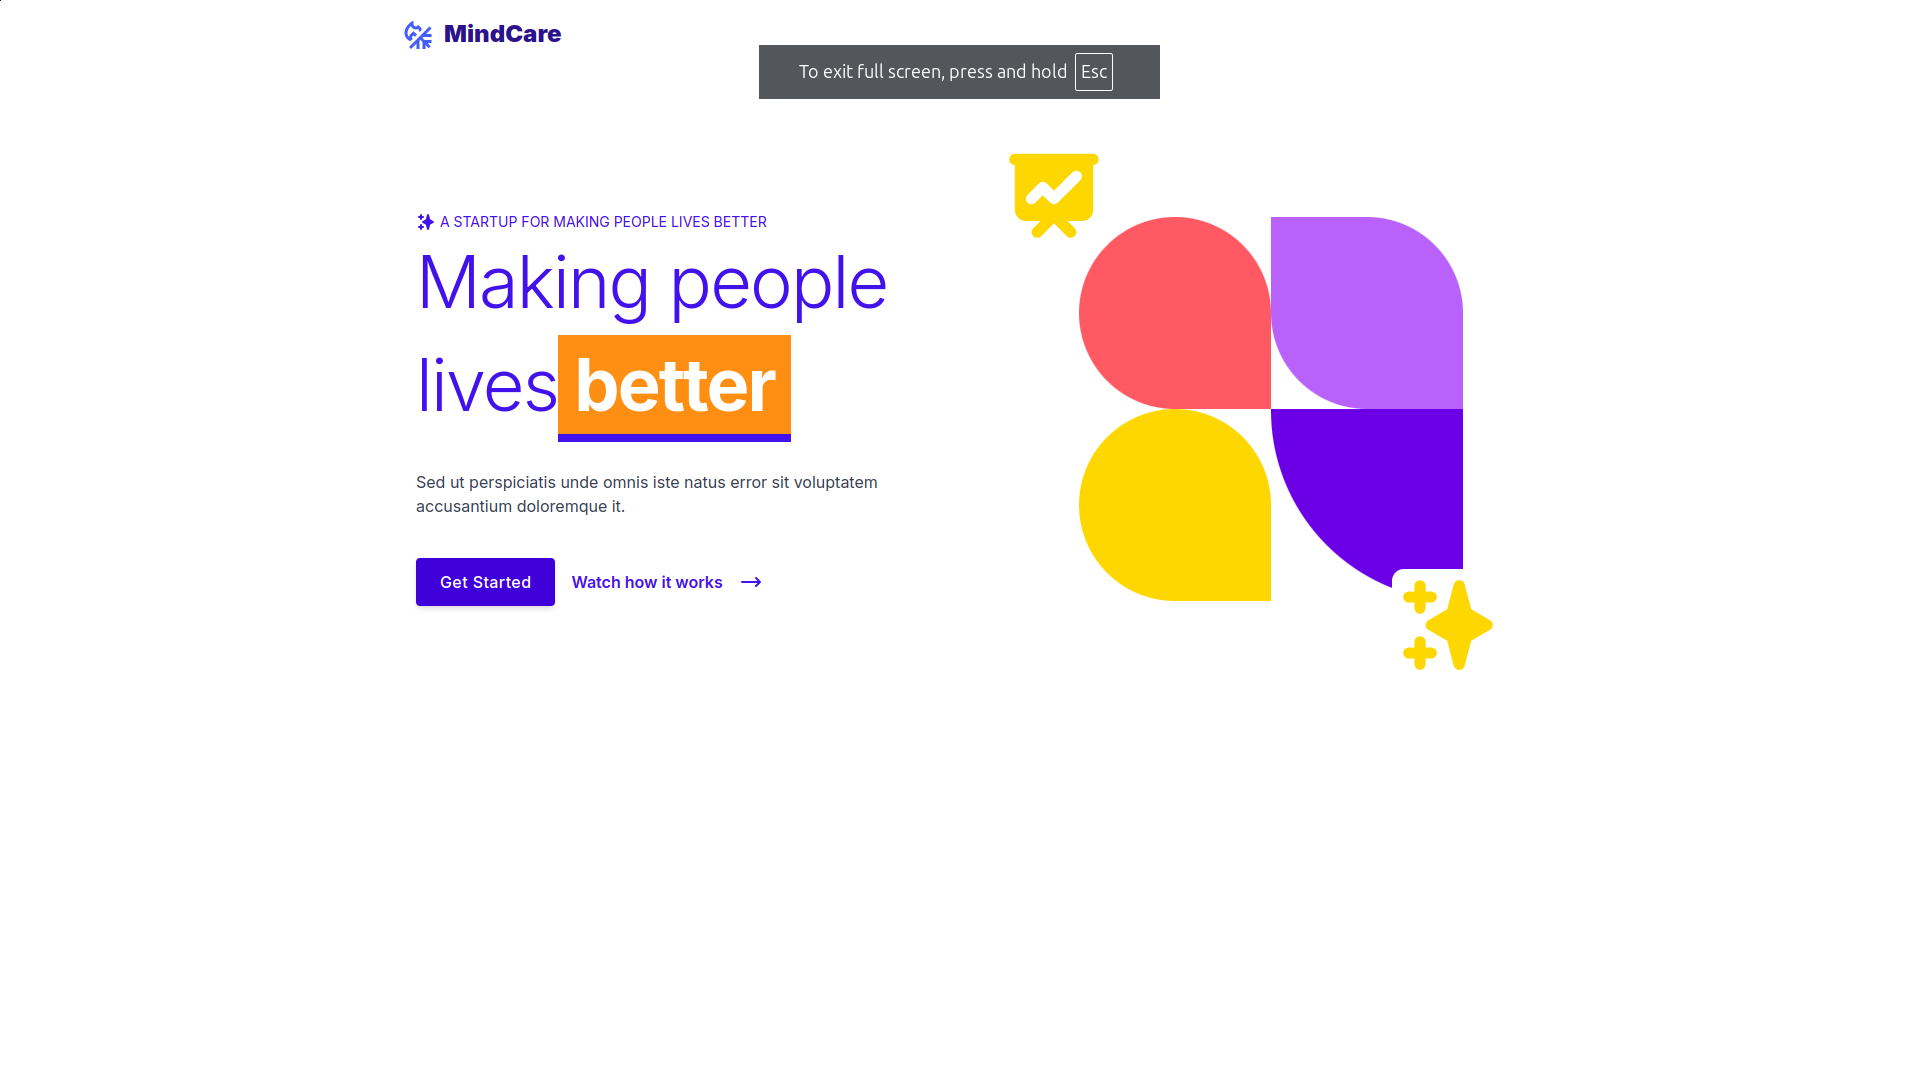 MindCare
To exit full screen, press and hold Esc
A STARTUP FOR MAKING PEOPLE LIVES BETTER
Making people
lives better
Sed ut perspiciatis unde omnis iste natus error sit voluptatem
accusantium doloremque it.
Get Started
Watch how it works